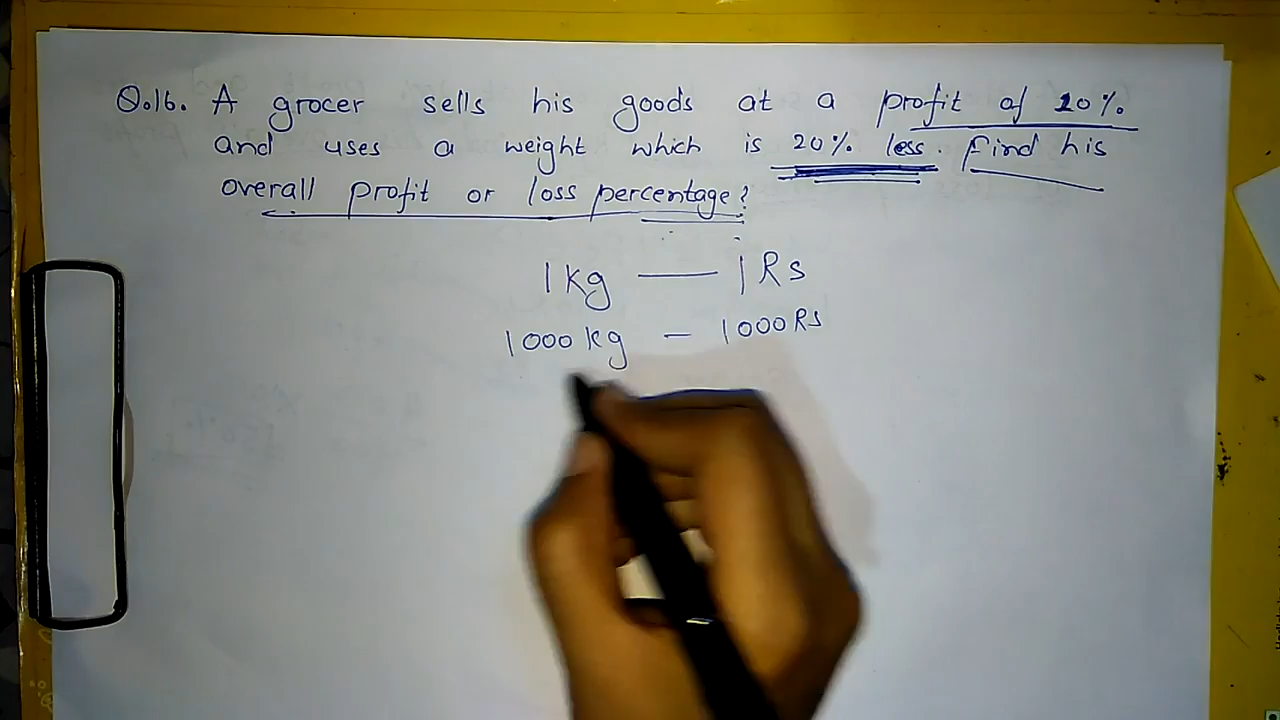 Q.16. A grocer sells his goods at a profit of 20%.
and uses a weight which is 20% less. Find his
overall profit or loss percentage?
1kg — 1Rs
1000kg — 1000Rs